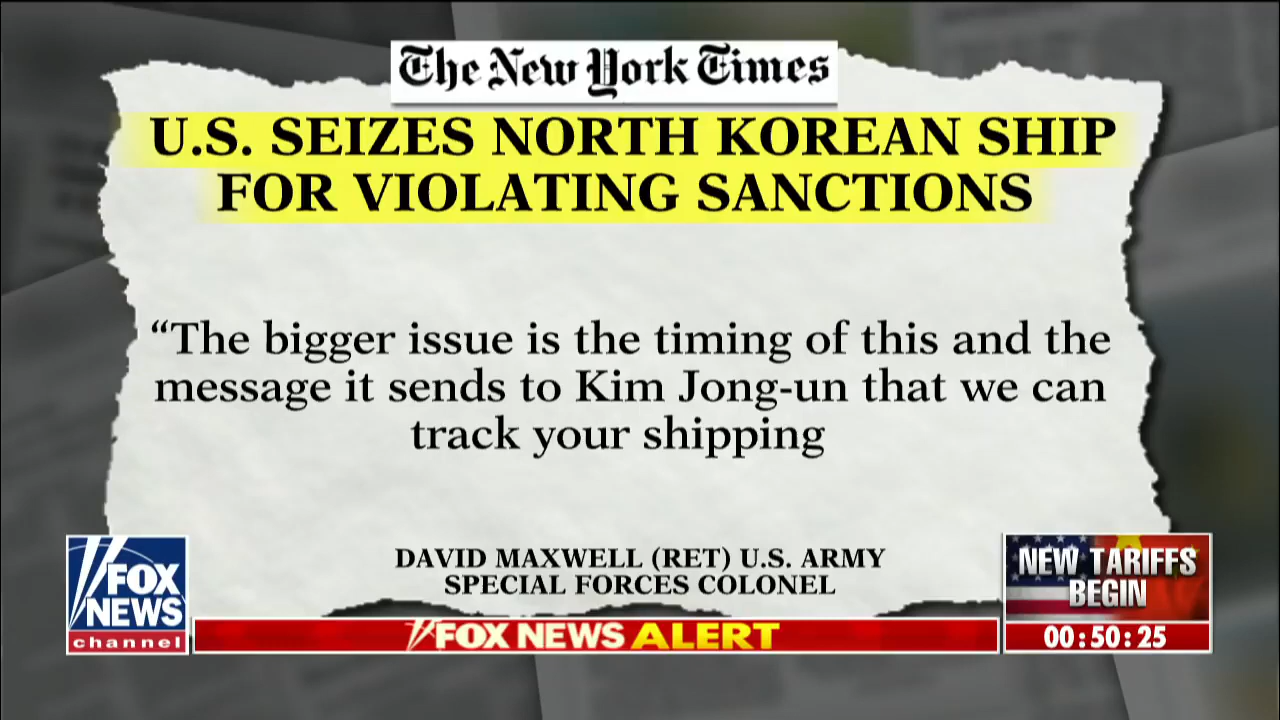 The New York Times
U.S. SEIZES NORTH KOREAN SHIP
FOR VIOLATING SANCTIONS
“The bigger issue is the timing of this and the
message it sends to Kim Jong-un that we can
track your shipping
DAVID MAXWELL (RET) U.S. ARMY
SPECIAL FORCES COLONEL
FOX
NEWS
channel
FOX NEWS ALERT
NEW TARIFFS
BEGIN
00:50:25